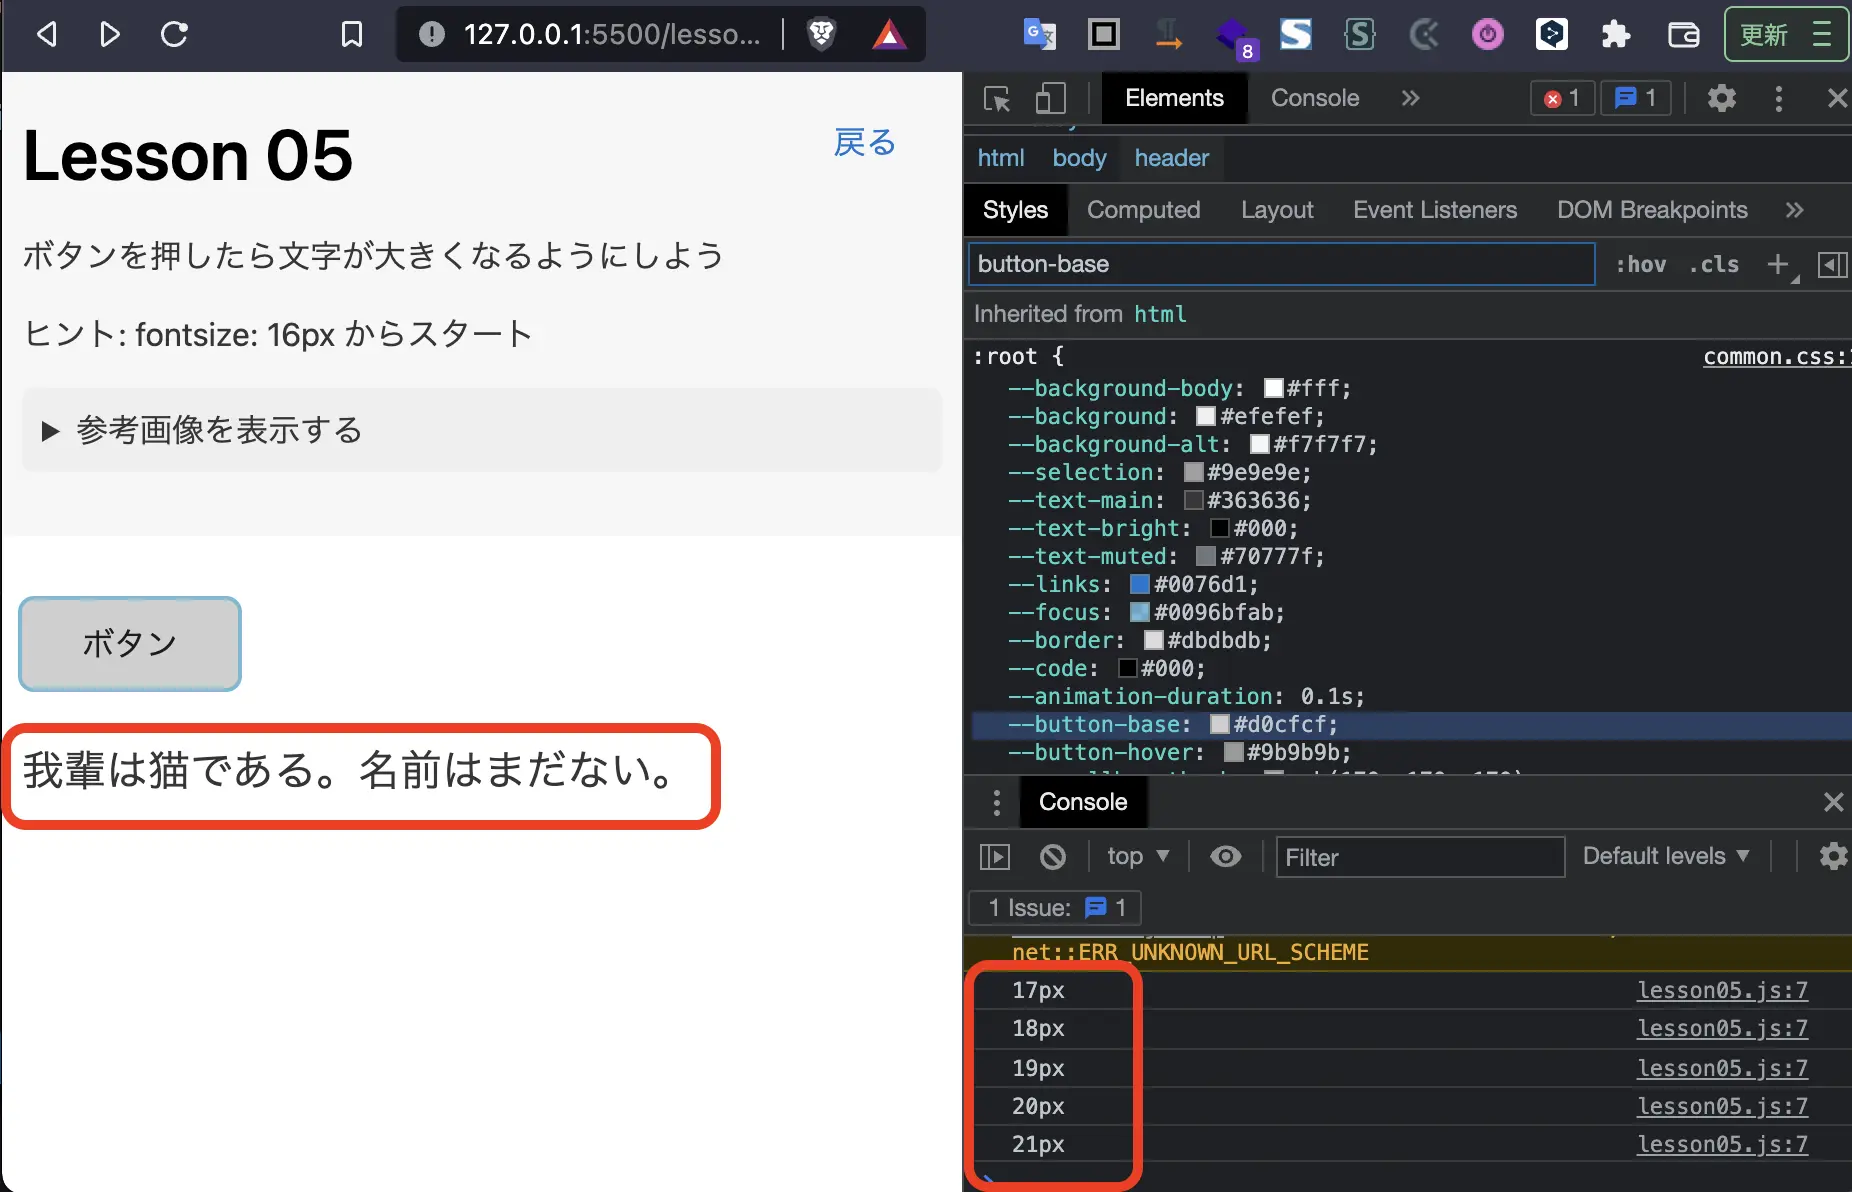 127.0.0.1:5500/lesso...
8
更新
Lesson 05
戻る
ボタンを押したら文字が大きくなるようにしよう
ヒント: fontsize: 16px からスタート
▶ 参考画像を表示する
ボタン
我輩は猫である。名前はまだない。
Elements
Console
1
1
html body header
Styles Computed Layout Event Listeners DOM Breakpoints
button-base
:hov .cls
Inherited from html
:root {
common.css:
--background-body: #fff;
--background: #efefef;
--background-alt: #f7f7f7;
--selection: #9e9e9e;
--text-main: #363636;
--text-bright: #000;
--text-muted: #70777f;
--links: #0076d1;
--focus: #0096bfab;
--border: #dbdbdb;
--code: #000;
--animation-duration: 0.1s;
--button-base: #d0cfcf;
--button-hover: #9b9b9b;
Console
top
Filter
Default levels
1 Issue: 1
net::ERR_UNKNOWN_URL_SCHEME
17px lesson05.js:7
18px lesson05.js:7
19px lesson05.js:7
20px lesson05.js:7
21px lesson05.js:7